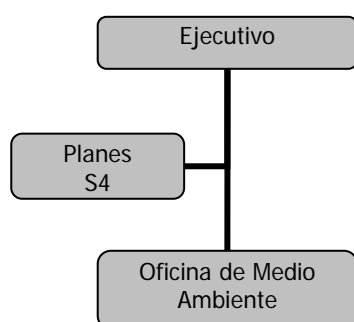 Ejecutivo
Planes
S4
Oficina de Medio
Ambiente